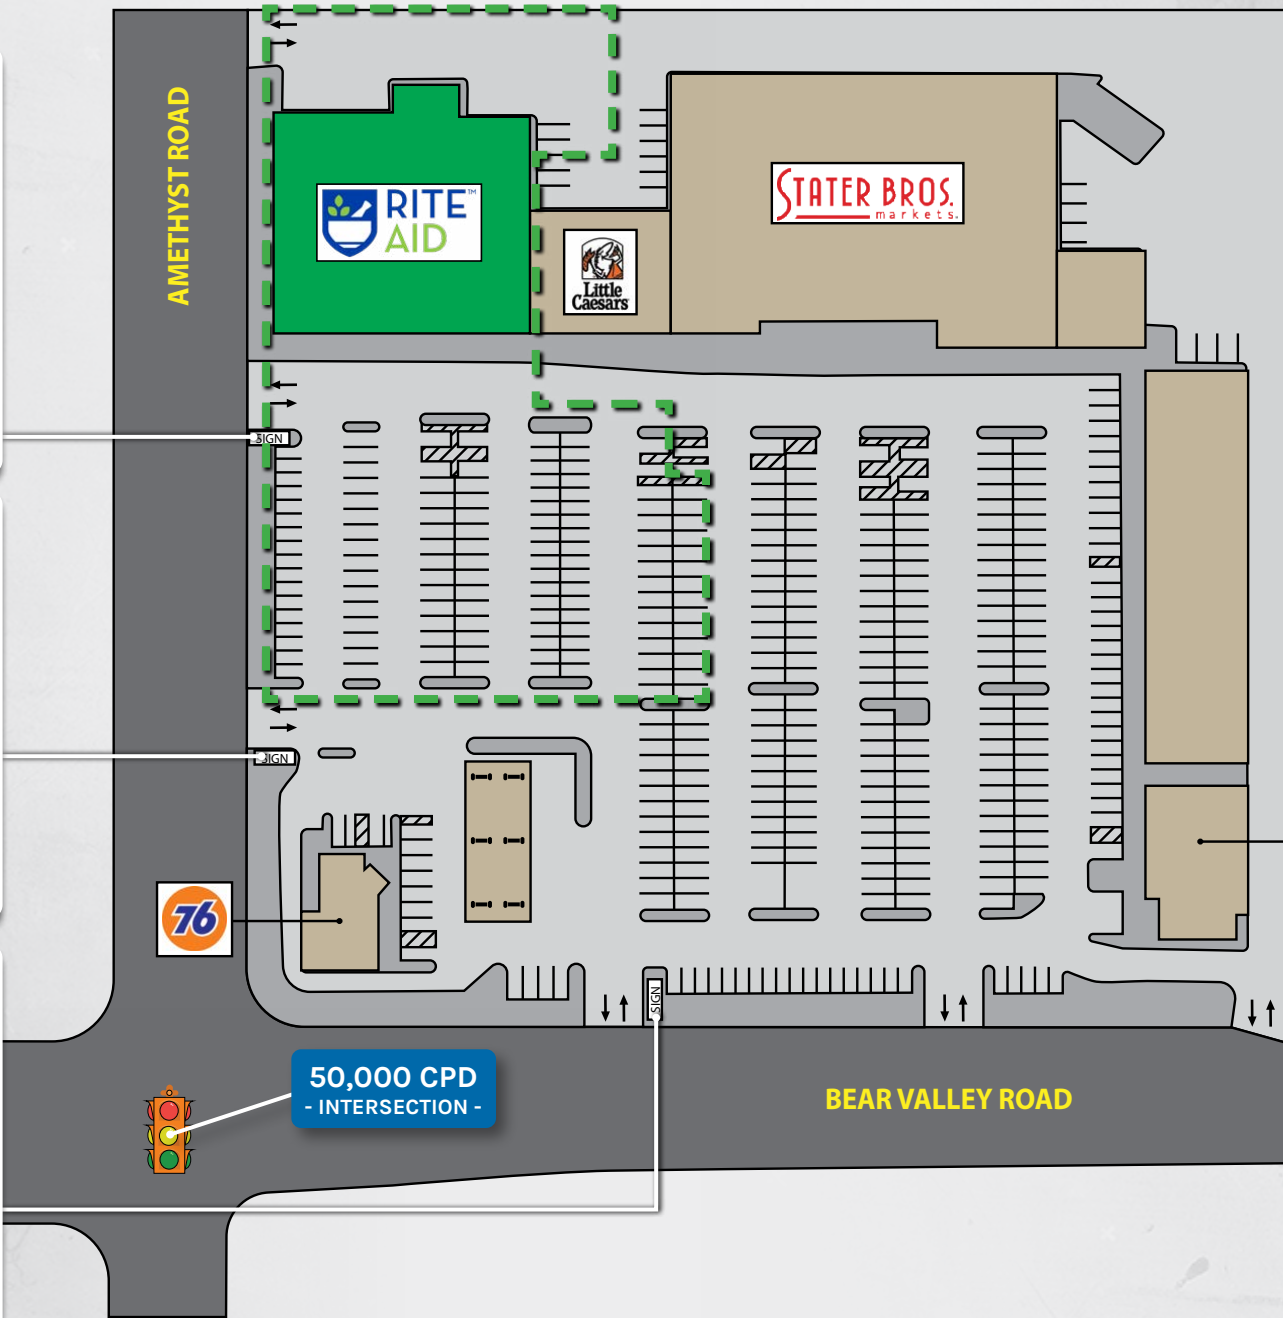 AMETHYST ROAD
RITE
AID
™
STATER BROS.
markets.
Little
Caesars
SIGN
SIGN
76
SIGN
50,000 CPD
- INTERSECTION -
BEAR VALLEY ROAD